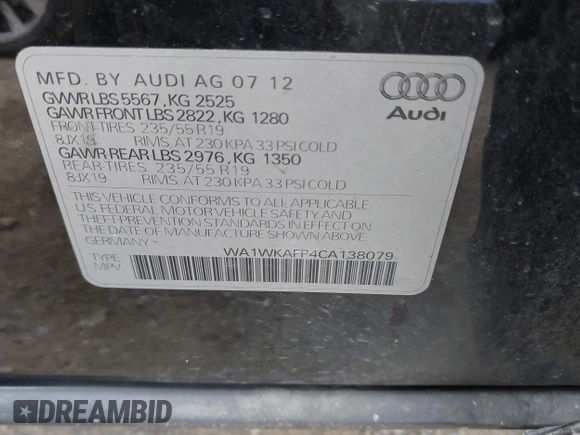 MFD. BY AUDI AG 07 12
GVWR LBS 5567, KG 2525
GAWR FRONT LBS 2822, KG 1280
FRONT-TIRES 235/55 R19
8JX19 RIMS, AT 230 KPA 33 PSI COLD
GAWR REAR LBS 2976, KG 1350
REAR-TIRES 235/55 R19
8JX19 RIMS, AT 230 KPA 33 PSI COLD
THIS VEHICLE CONFORMS TO ALL APPLICABLE
U.S FEDERAL MOTOR VEHICLE SAFETY AND
THEFT-PREVENTION STANDARDS IN EFFECT ON
THE DATE OF MANUFACTURE SHOWN ABOVE.
GERMANY
WA1WKAFP4CA138079
TYPE
MPV
Audi
DREAMBID